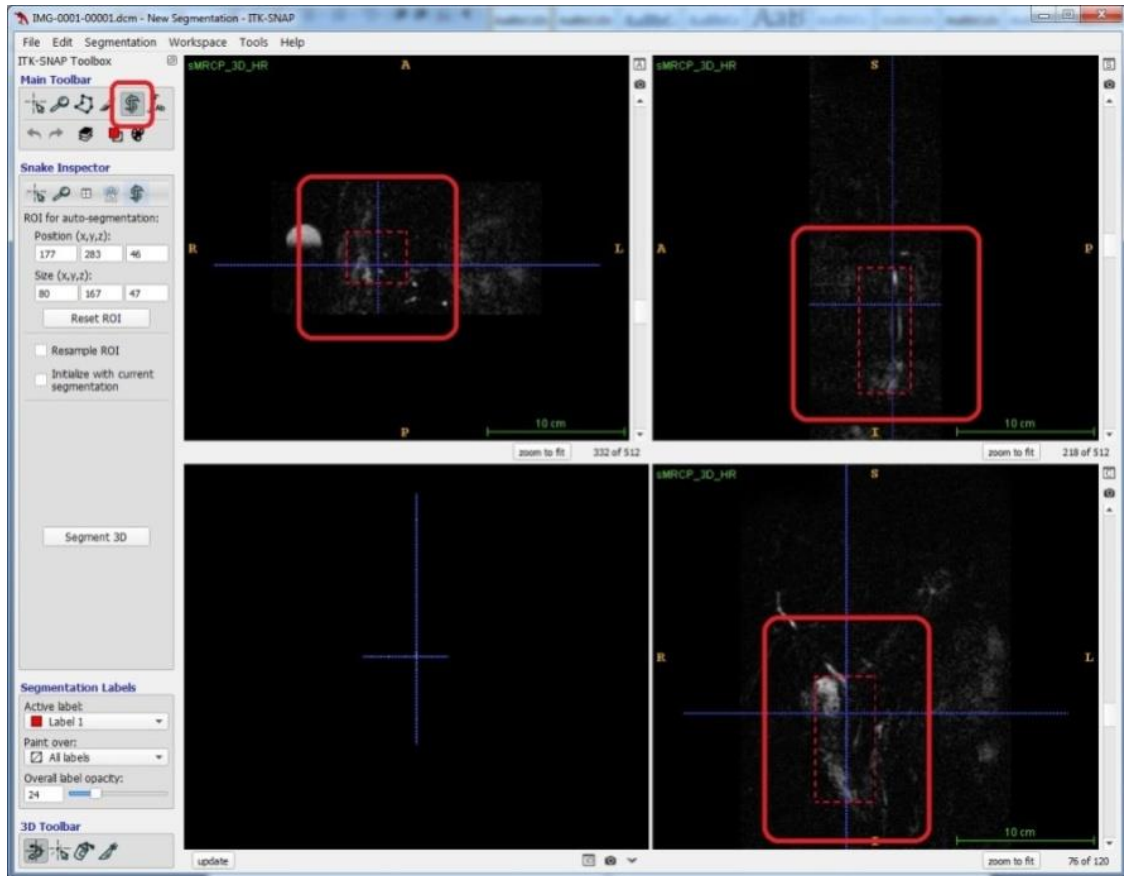 IMG-0001-00001.dcm - New Segmentation - ITK-SNAP
File Edit Segmentation Workspace Tools Help
ITK-SNAP Toolbox
Main Toolbar
Snake Inspector
ROI for auto-segmentation:
Position (x,y,z):
177 283 46
Size (x,y,z):
80 167 47
Reset ROI
Resample ROI
Initialize with current
segmentation
Segment 3D
Segmentation Labels
Active label:
Label 1
Paint over:
All labels
Overall label opacity:
24
3D Toolbar
sMRCP_3D_HR
A
R
L
P
10 cm
zoom to fit 332 of 512
A
sMRCP_3D_HR
S
A
P
I
10 cm
zoom to fit 218 of 512
S
update
sMRCP_3D_HR
S
R
L
I
10 cm
zoom to fit 76 of 120
C